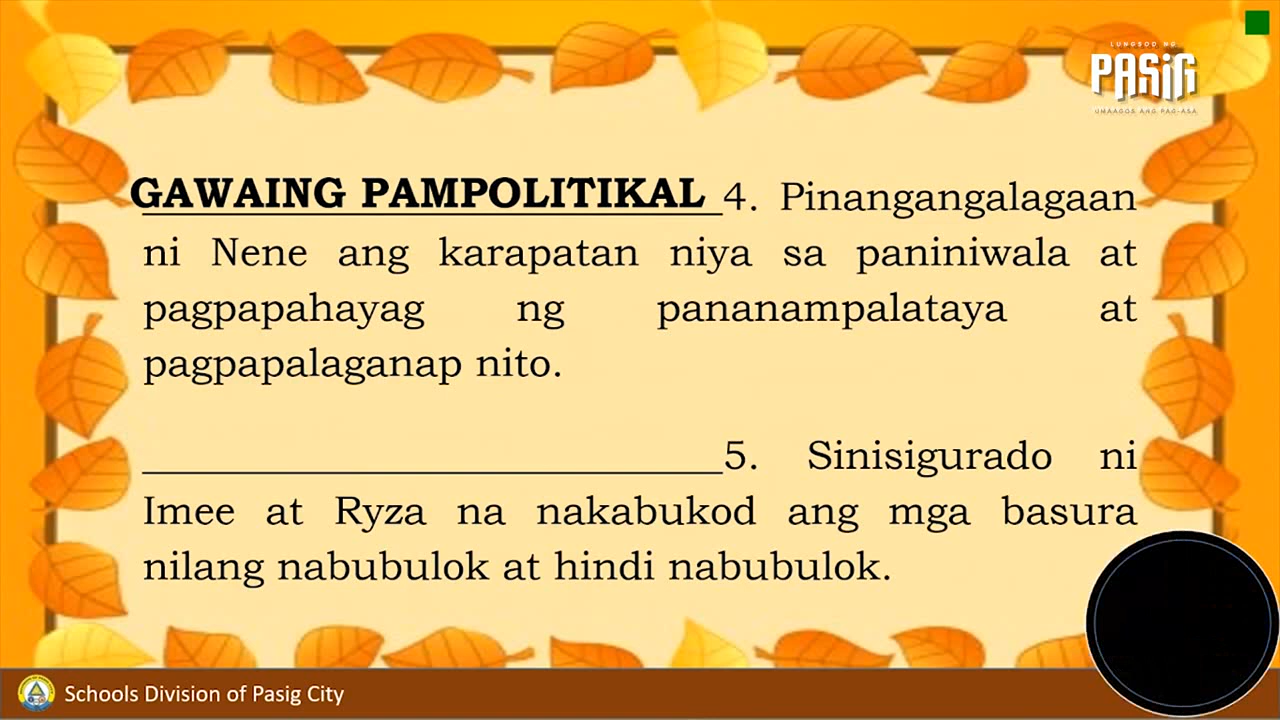 LUNGSOD NG
PASiG
UMAAGOS ANG PAG-ASA
GAWAING PAMPOLITIKAL 4. Pinangangalagaan
ni Nene ang karapatan niya sa paniniwala at
pagpapahayag ng pananampalataya at
pagpapalaganap nito.
5. Sinisigurado ni
Imee at Ryza na nakabukod ang mga basura
nilang nabubulok at hindi nabubulok.
Schools Division of Pasig City